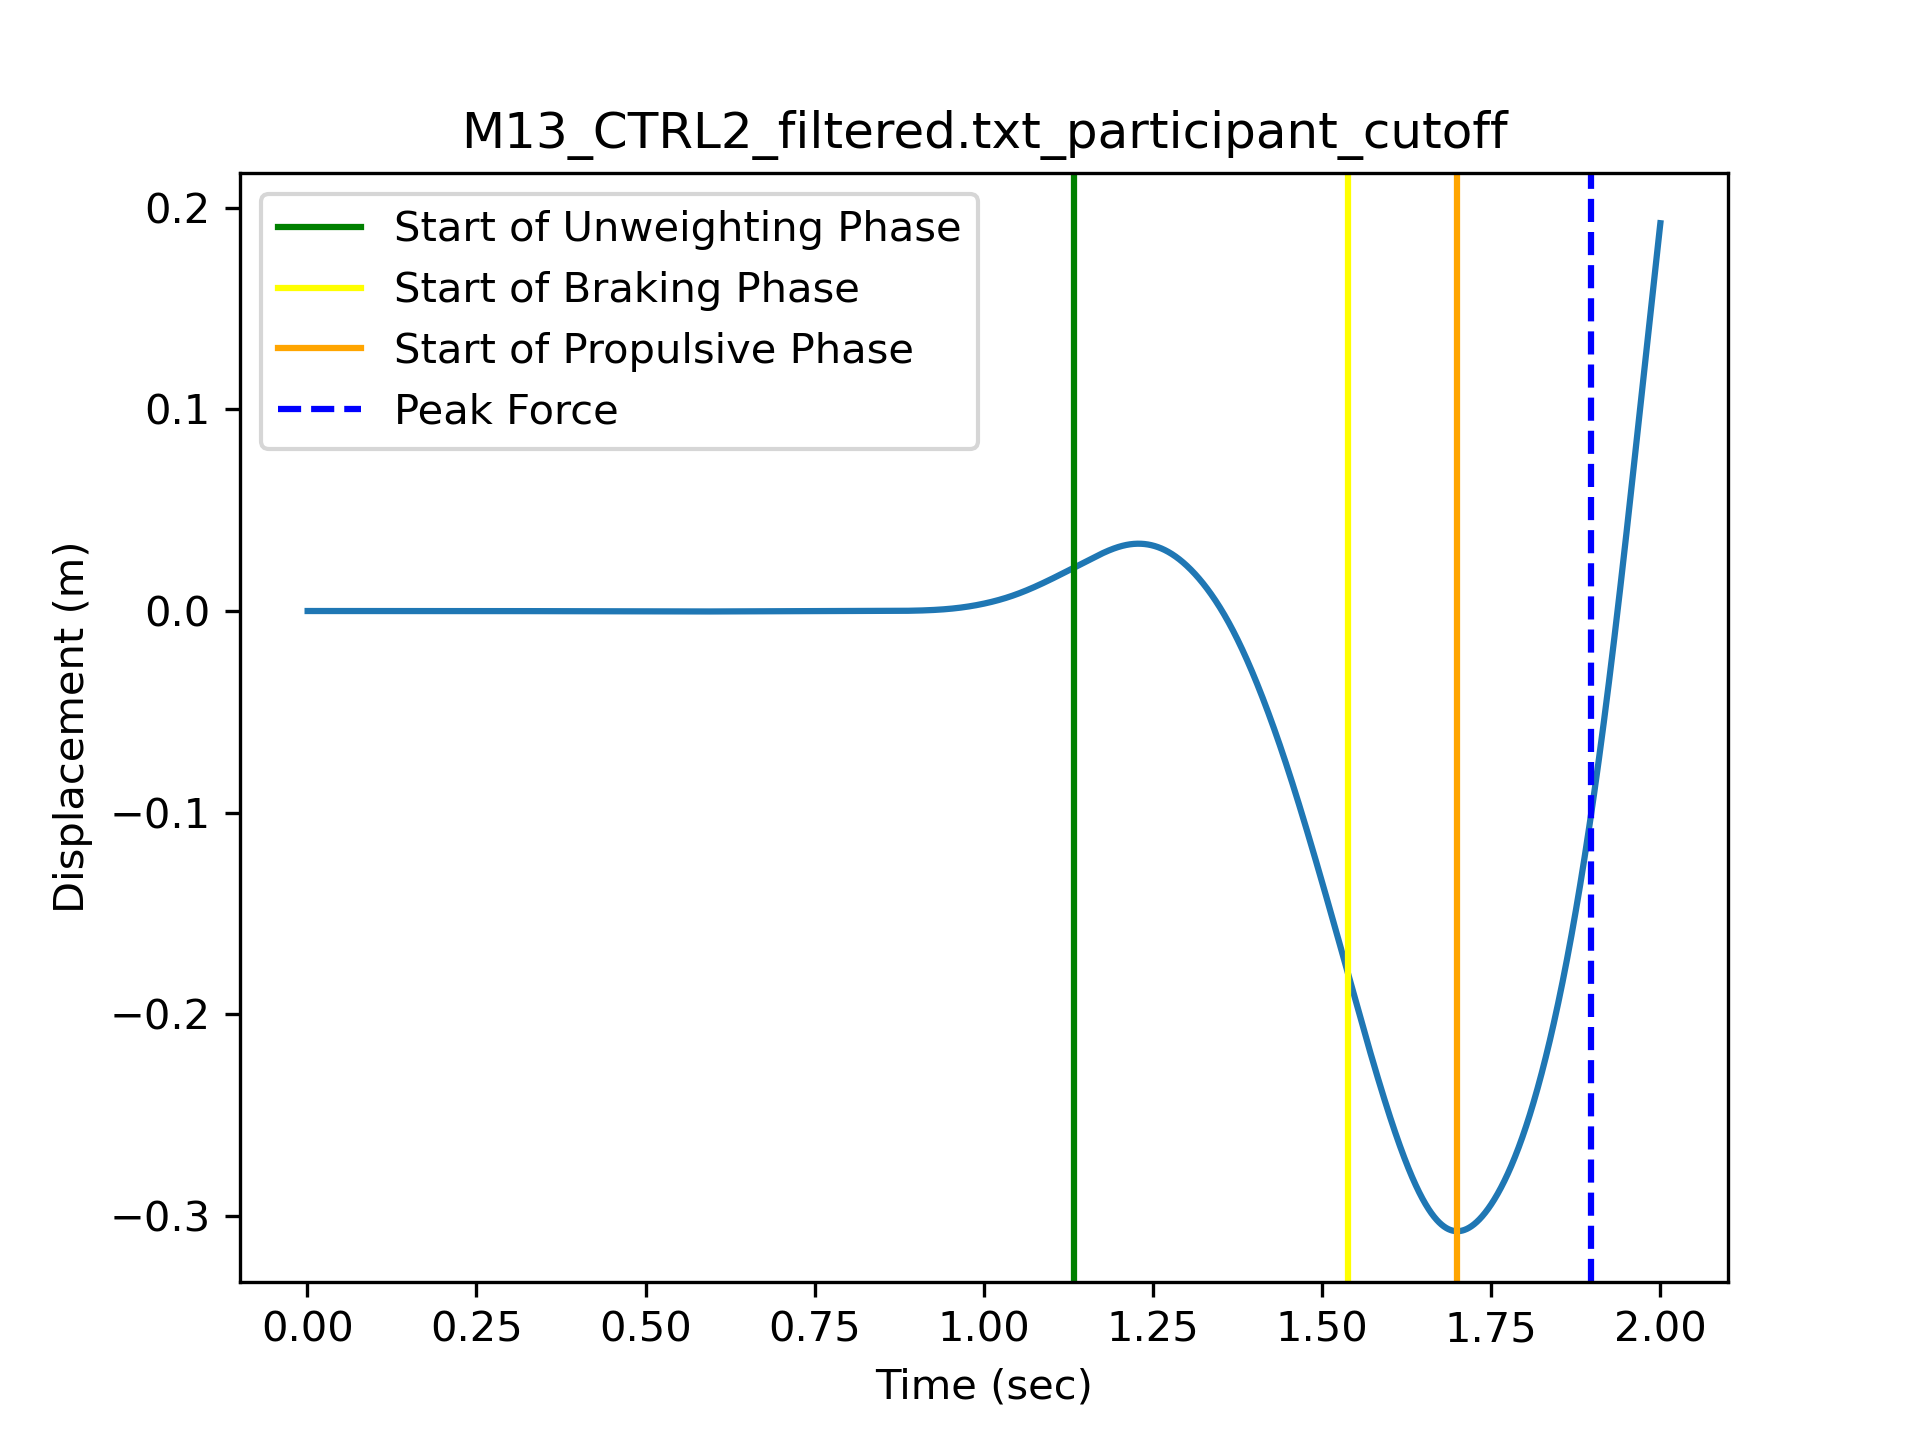 M13_CTRL2_filtered.txt_participant_cutoff
Start of Unweighting Phase
Start of Braking Phase
Start of Propulsive Phase
Peak Force
0.2
0.1
0.0
−0.1
−0.2
−0.3
Displacement (m)
0.00 0.25 0.50 0.75 1.00 1.25 1.50 1.75 2.00
Time (sec)